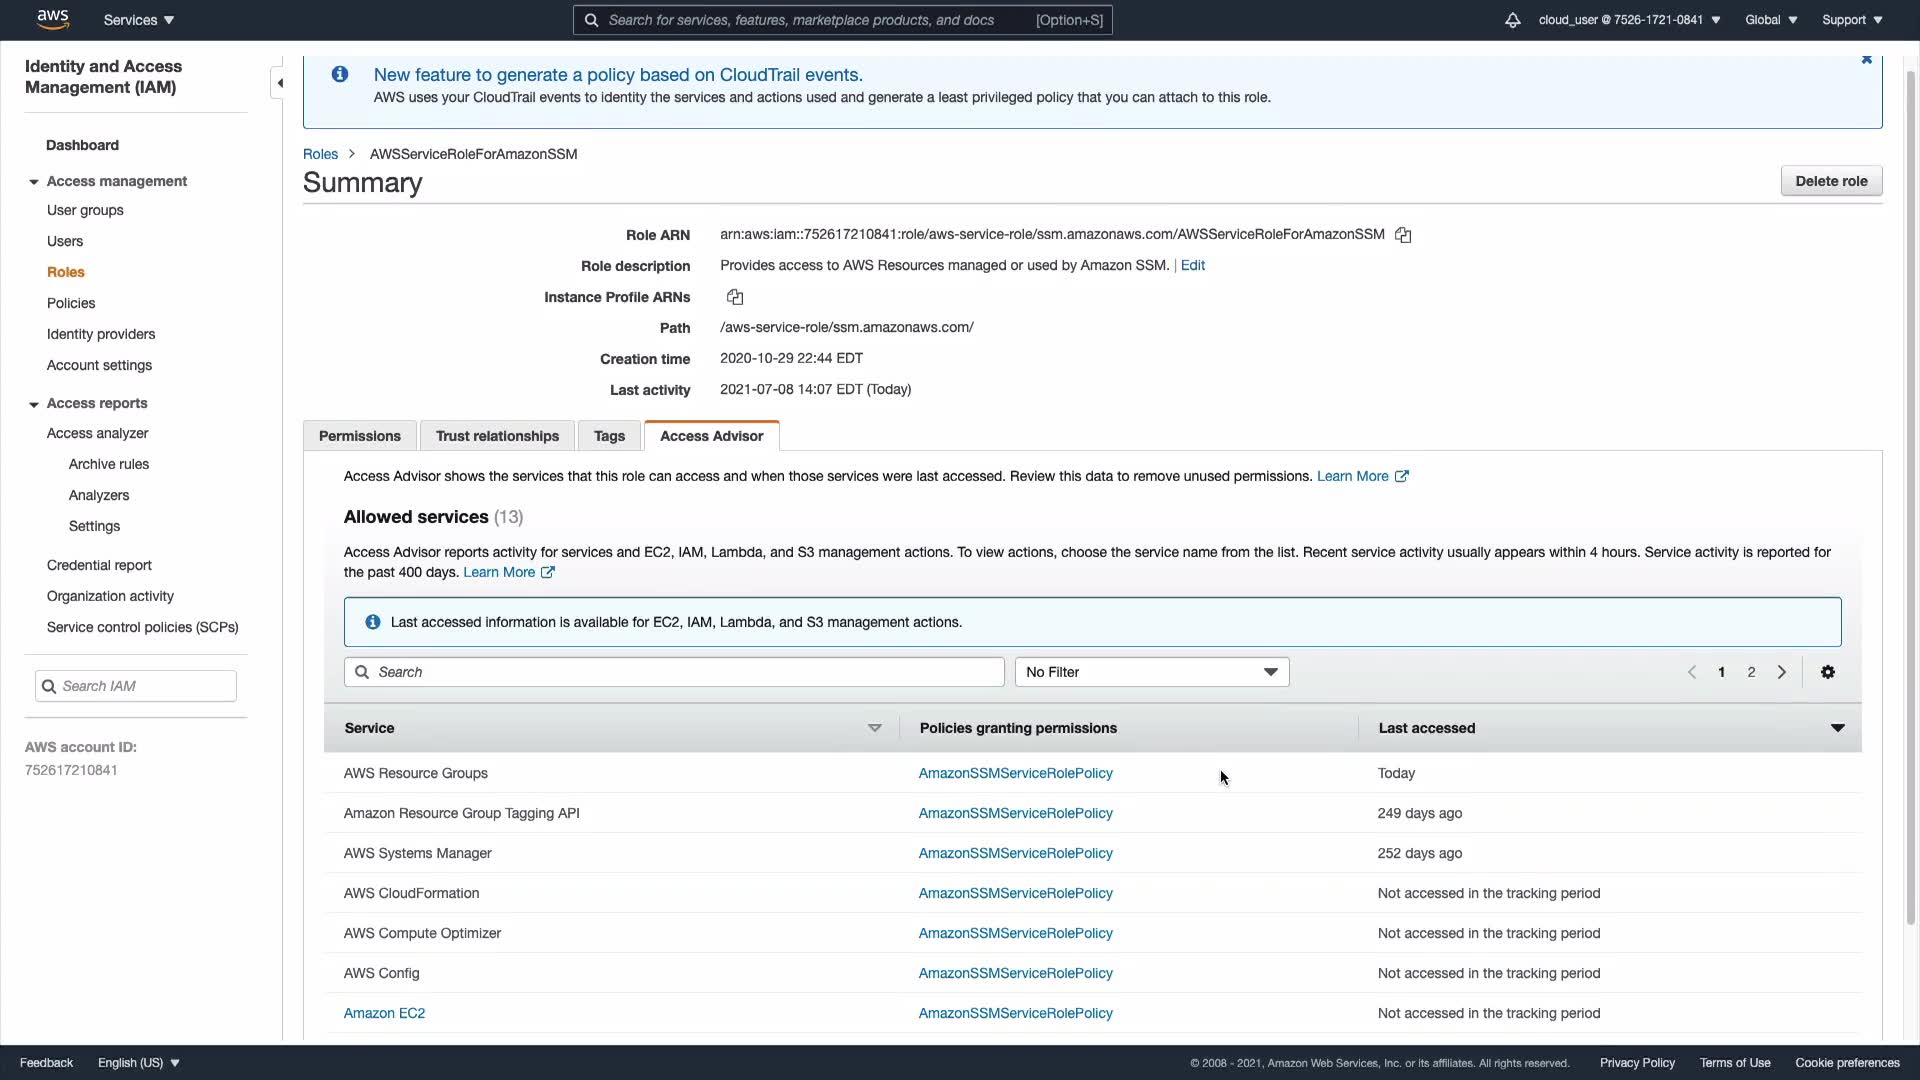 aws
Services
Search for services, features, marketplace products, and docs [Option+S]
cloud_user @ 7526-1721-0841
Global
Support
Identity and Access
Management (IAM)
Dashboard
Access management
User groups
Users
Roles
Policies
Identity providers
Account settings
Access reports
Access analyzer
Archive rules
Analyzers
Settings
Credential report
Organization activity
Service control policies (SCPs)
Search IAM
AWS account ID:
752617210841
New feature to generate a policy based on CloudTrail events.
AWS uses your CloudTrail events to identify the services and actions used and generate a least privileged policy that you can attach to this role.
Roles > AWSServiceRoleForAmazonSSM
Summary
Delete role
Role ARN arn:aws:iam::752617210841:role/aws-service-role/ssm.amazonaws.com/AWSServiceRoleForAmazonSSM
Role description Provides access to AWS Resources managed or used by Amazon SSM. | Edit
Instance Profile ARNs
Path /aws-service-role/ssm.amazonaws.com/
Creation time 2020-10-29 22:44 EDT
Last activity 2021-07-08 14:07 EDT (Today)
Permissions Trust relationships Tags Access Advisor
Access Advisor shows the services that this role can access and when those services were last accessed. Review this data to remove unused permissions. Learn More
Allowed services (13)
Access Advisor reports activity for services and EC2, IAM, Lambda, and S3 management actions. To view actions, choose the service name from the list. Recent service activity usually appears within 4 hours. Service activity is reported for
the past 400 days. Learn More
Last accessed information is available for EC2, IAM, Lambda, and S3 management actions.
Search
No Filter
1 2
Service Policies granting permissions Last accessed
AWS Resource Groups AmazonSSMServiceRolePolicy Today
Amazon Resource Group Tagging API AmazonSSMServiceRolePolicy 249 days ago
AWS Systems Manager AmazonSSMServiceRolePolicy 252 days ago
AWS CloudFormation AmazonSSMServiceRolePolicy Not accessed in the tracking period
AWS Compute Optimizer AmazonSSMServiceRolePolicy Not accessed in the tracking period
AWS Config AmazonSSMServiceRolePolicy Not accessed in the tracking period
Amazon EC2 AmazonSSMServiceRolePolicy Not accessed in the tracking period
Feedback English (US)
© 2008 - 2021, Amazon Web Services, Inc. or its affiliates. All rights reserved. Privacy Policy Terms of Use Cookie preferences